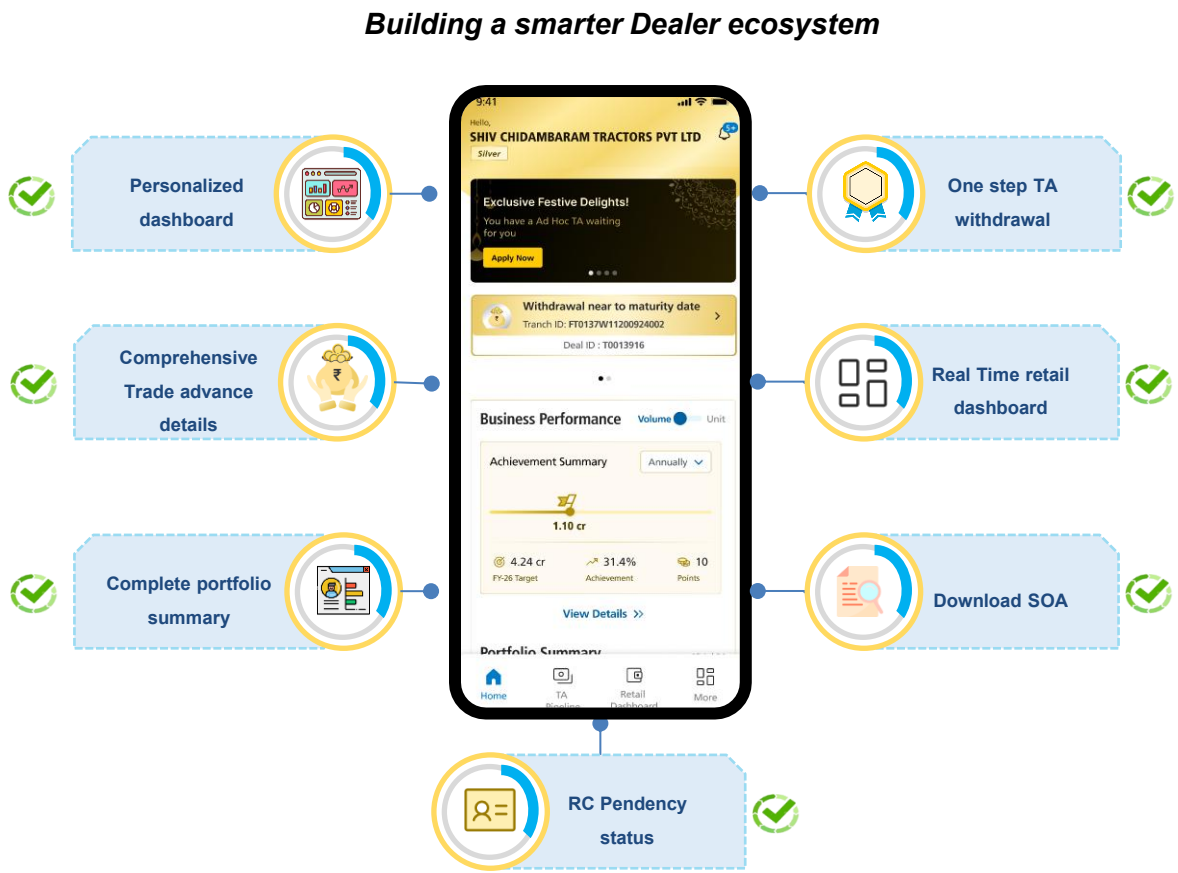 Building a smarter Dealer ecosystem
Personalized
dashboard
Comprehensive
Trade advance
details
Complete portfolio
summary
9:41
Hello,
SHIV CHIDAMBARAM TRACTORS PVT LTD
5+
Silver
Exclusive Festive Delights!
You have a Ad Hoc TA waiting
for you
Apply Now
Withdrawal near to maturity date
Tranch ID: FT0137W11200924002
Deal ID : T0013916
Business Performance Volume Unit
Achievement Summary Annually
1.10 cr
4.24 cr 31.4% 10
FY-26 Target Achievement Points
View Details >>
Portfolio Summary
Home TA Retail More
Pipeline Dashboard
One step TA
withdrawal
Real Time retail
dashboard
Download SOA
RC Pendency
status